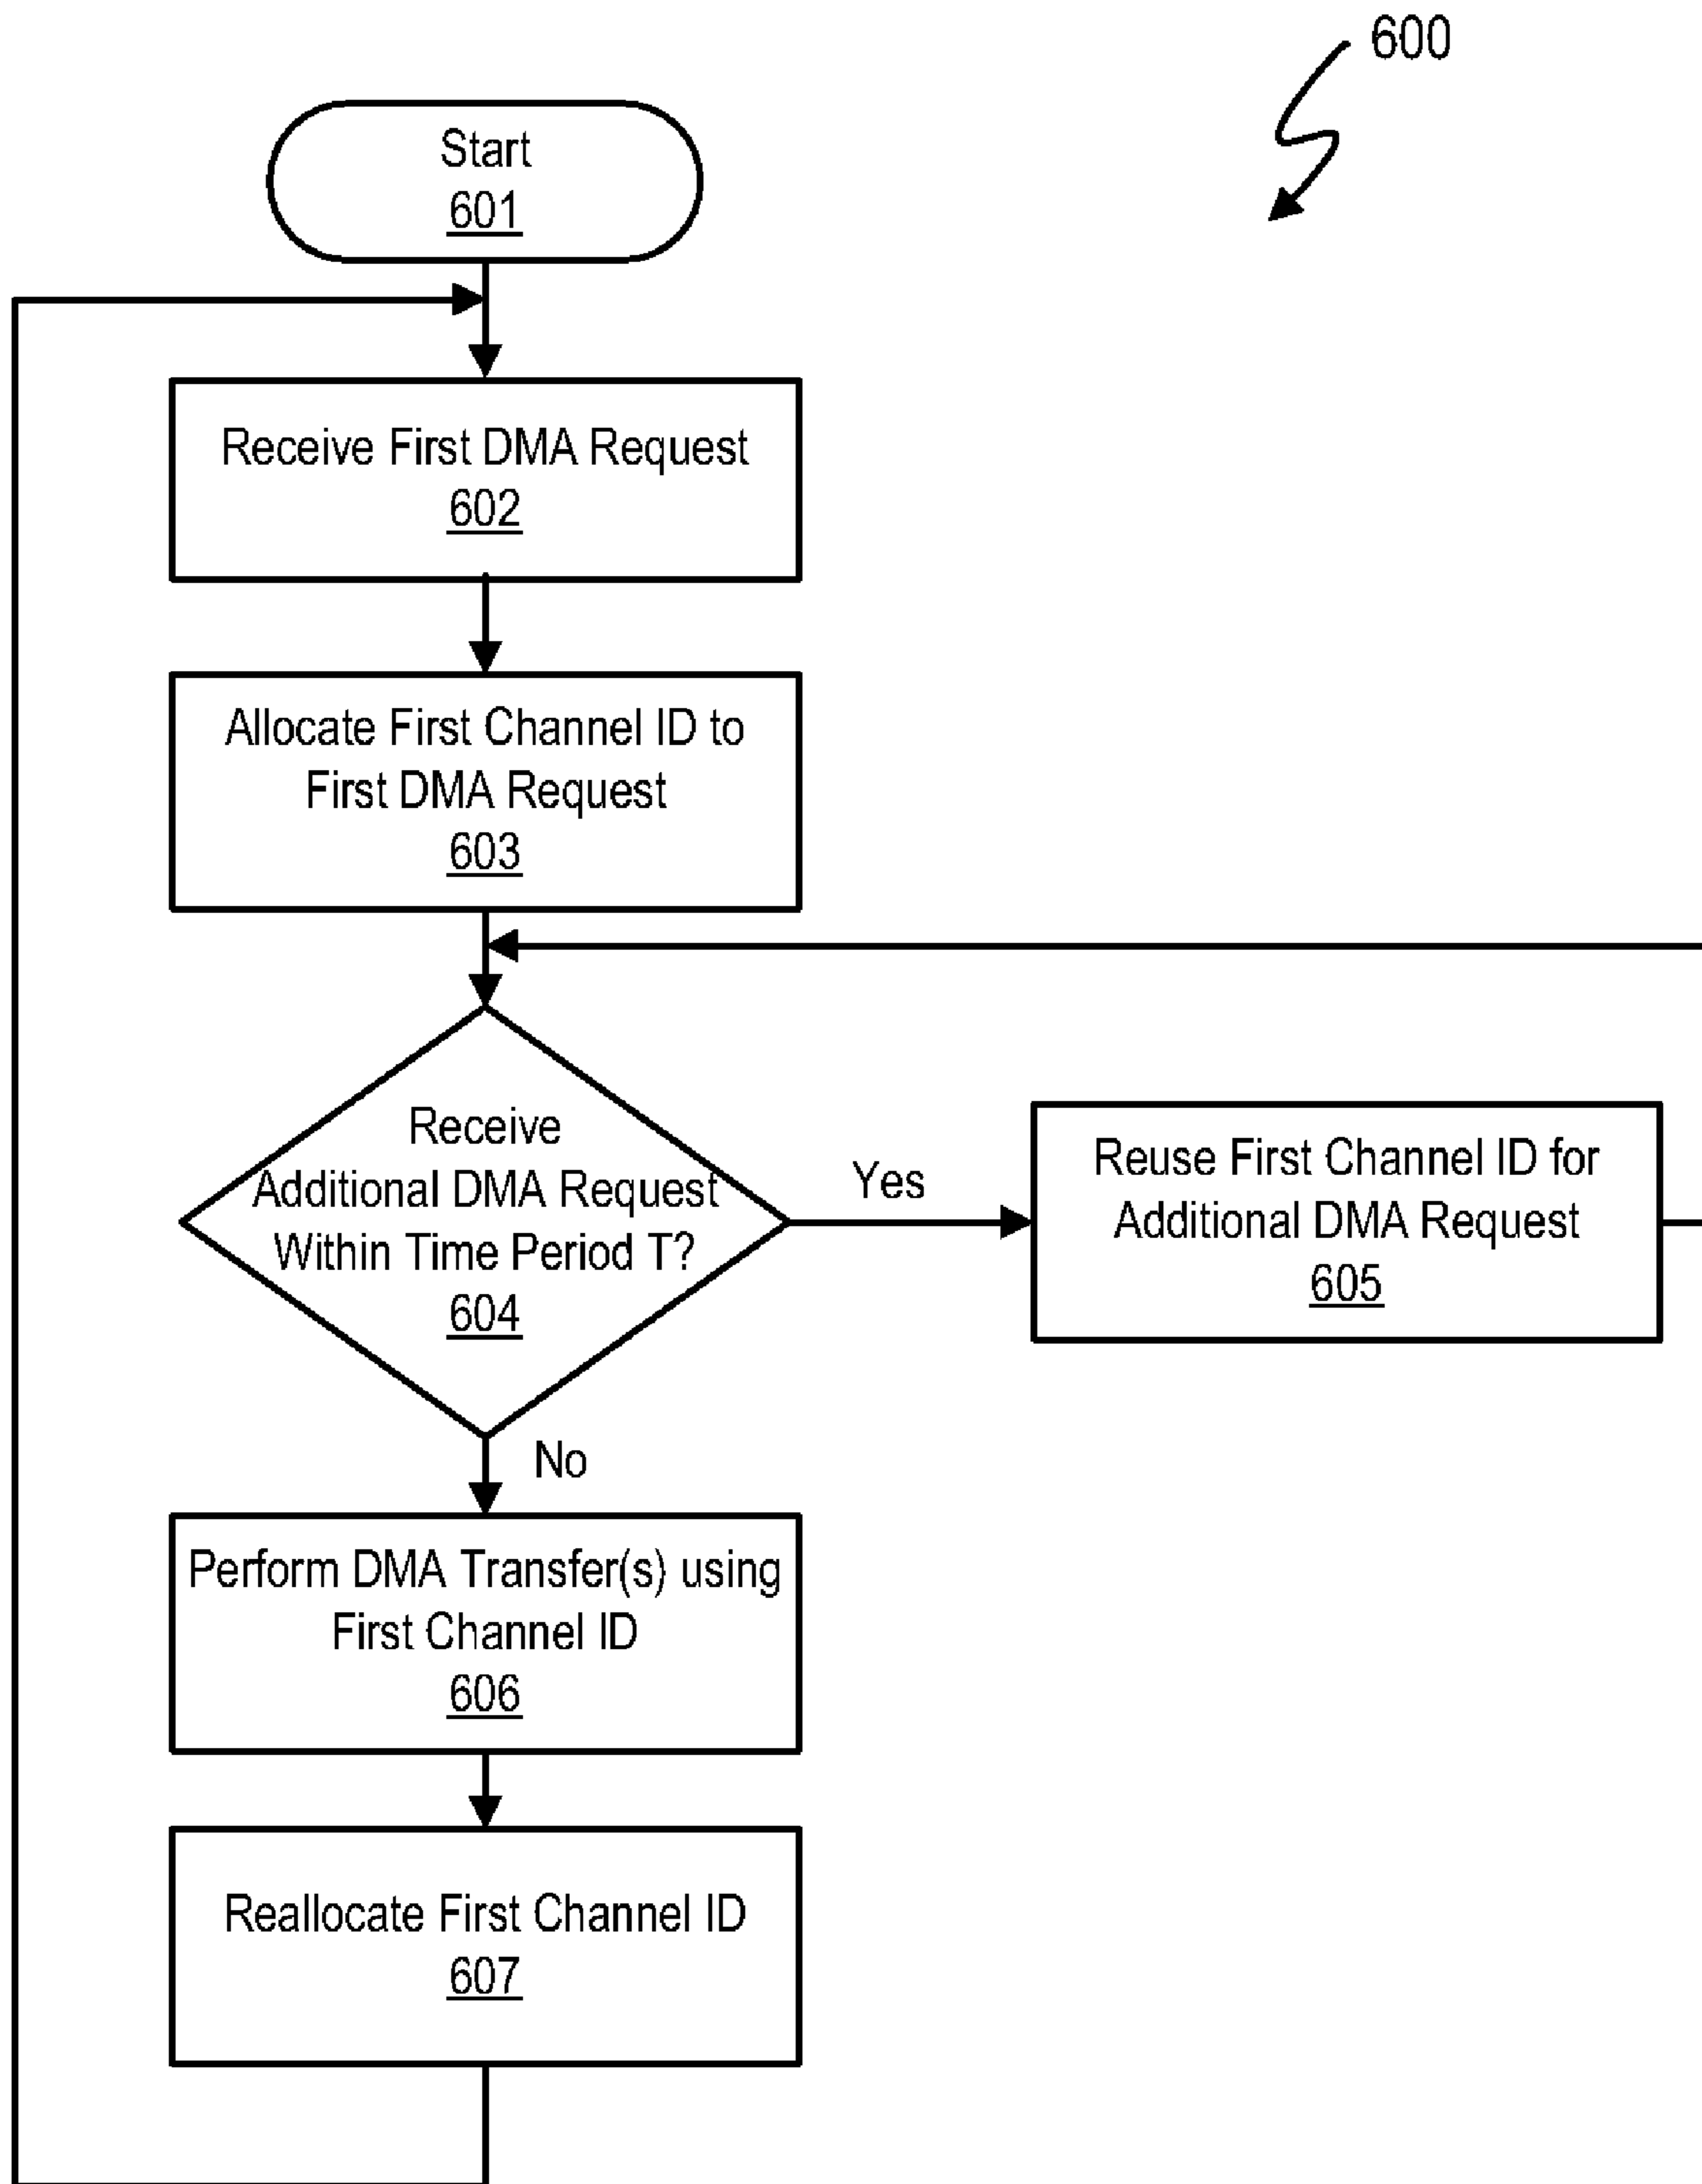 600
Start
601
Receive First DMA Request
602
Allocate First Channel ID to
First DMA Request
603
Receive
Additional DMA Request
Within Time Period T?
604
Yes
Reuse First Channel ID for
Additional DMA Request
605
No
Perform DMA Transfer(s) using
First Channel ID
606
Reallocate First Channel ID
607